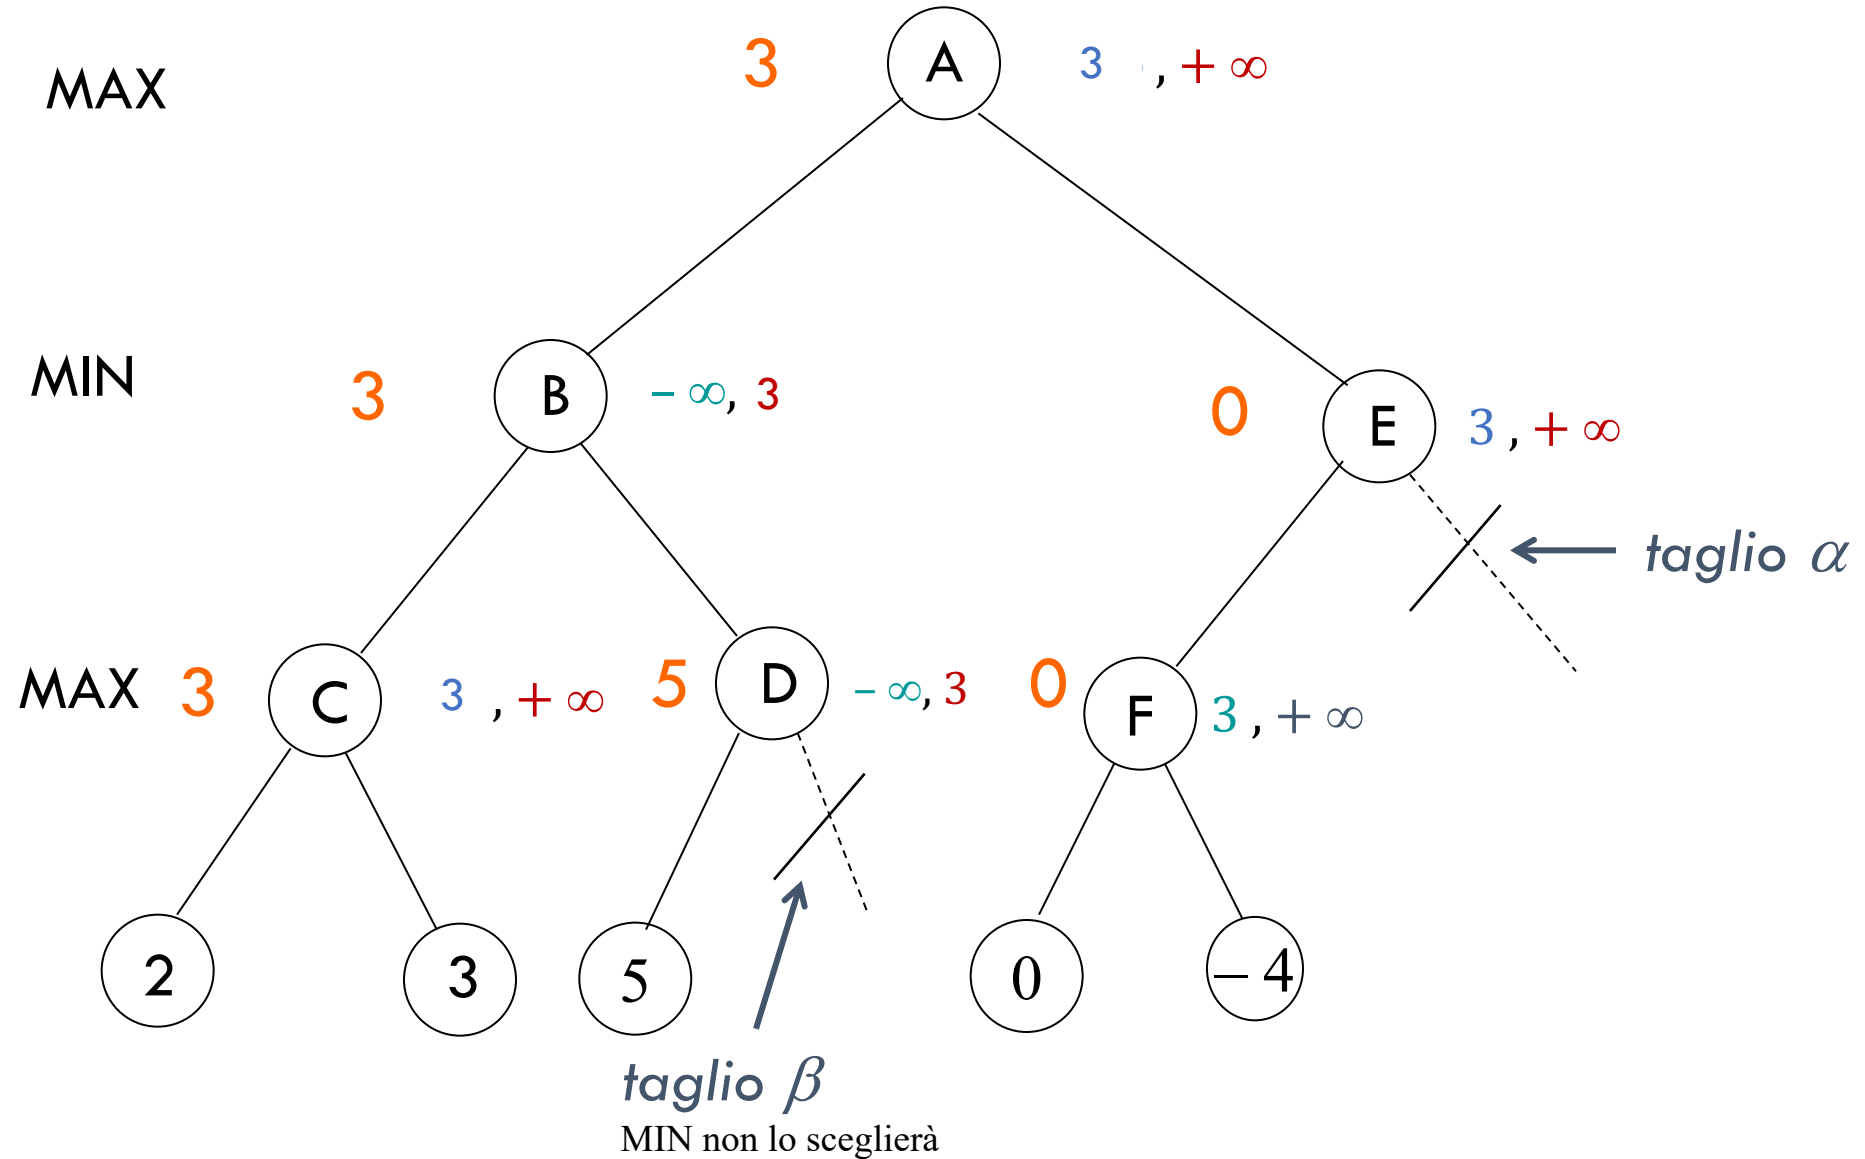 MAX 3 A 3 , + ∞
MIN 3 B – ∞, 3 0 E 3 , + ∞
taglio α
MAX 3 C 3 , + ∞ 5 D – ∞, 3 0 F 3 , + ∞
2 3 5 0 – 4
taglio β
MIN non lo sceglierà